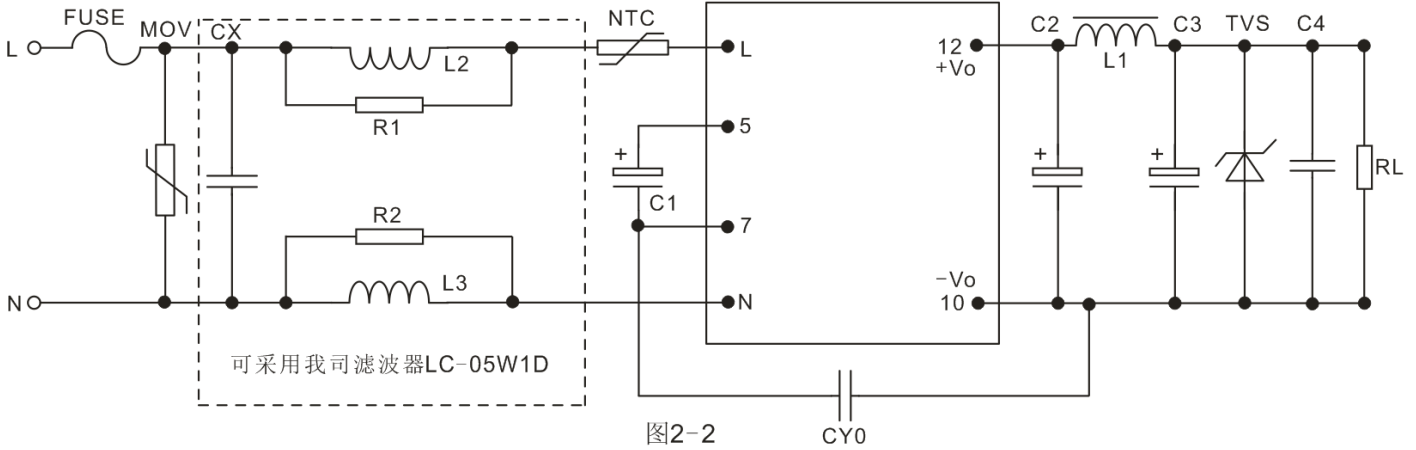 FUSE
MOV
CX
NTC
L
L2
R1
L
5
+
C1
7
R2
L3
N
N
12
+Vo
-Vo
10
C2
L1
C3
TVS
C4
+
+
RL
可采用我司滤波器LC-05W1D
图2-2
CY0